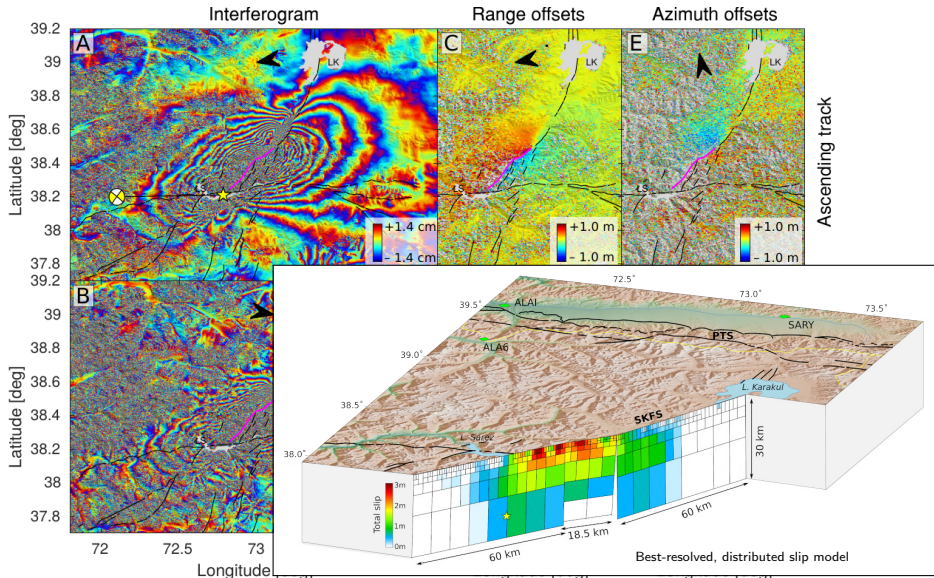 Interferogram
Range offsets
Azimuth offsets
39.2
A
C
E
39
LK
LK
38.8
Latitude [deg]
38.6
Ascending track
38.4
LS
LS
LS
38.2
38
+1.4 cm
+1.0 m
+1.0 m
37.8
– 1.4 cm
– 1.0 m
– 1.0 m
39.2
B
39
38.8
Latitude [deg]
38.6
38.4
LS
38.2
38
37.8
72
72.5
73
Longitude
72.5°
73.0°
73.5°
39.5°
ALAI
SARY
PTS
ALA6
39.0°
L. Karakul
38.5°
SKFS
L. Sarez
38.0°
30 km
Total slip
3m
2m
1m
0m
60 km
18.5 km
60 km
Best-resolved, distributed slip model